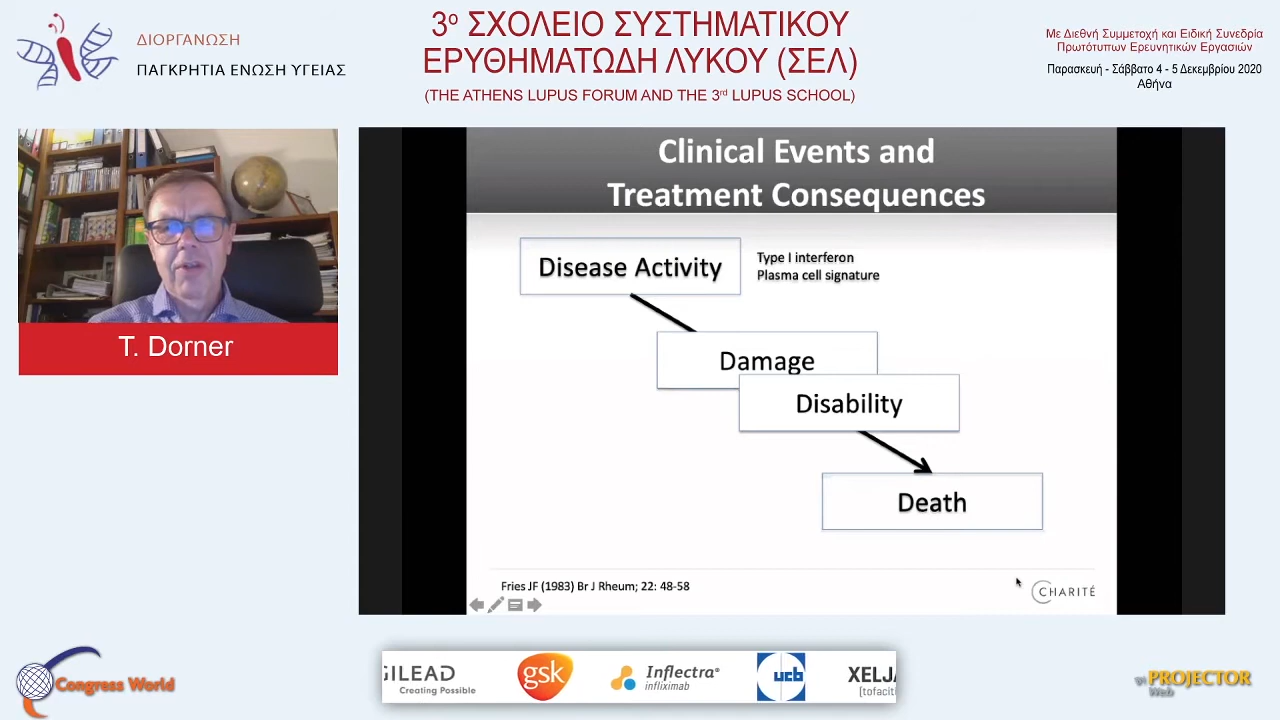 ΔΙΟΡΓΑΝΩΣΗ
ΠΑΓΚΡΗΤΙΑ ΕΝΩΣΗ ΥΓΕΙΑΣ
3ο ΣΧΟΛΕΙΟ ΣΥΣΤΗΜΑΤΙΚΟΥ
ΕΡΥΘΗΜΑΤΩΔΗ ΛΥΚΟΥ (ΣΕΛ)
(THE ATHENS LUPUS FORUM AND THE 3rd LUPUS SCHOOL)
Με Διεθνή Συμμετοχή και Ειδική Συνεδρία
Πρωτότυπων Ερευνητικών Εργασιών
Παρασκευή - Σάββατο 4 - 5 Δεκεμβρίου 2020
Αθήνα
T. Dorner
Clinical Events and
Treatment Consequences
Disease Activity
Type I interferon
Plasma cell signature
Damage
Disability
Death
Fries JF (1983) Br J Rheum; 22: 48-58
CHARITÉ
Congress World
GILEAD
Creating Possible
gsk
Inflectra®
infliximab
ucb
XELJA
[tofaciti
PROJECTOR
Web